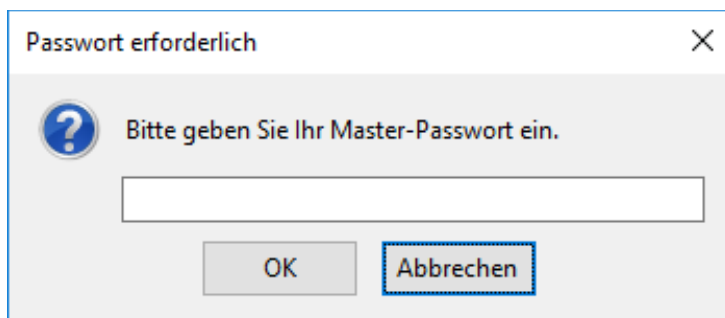 Passwort erforderlich
Bitte geben Sie Ihr Master-Passwort ein.
OK Abbrechen